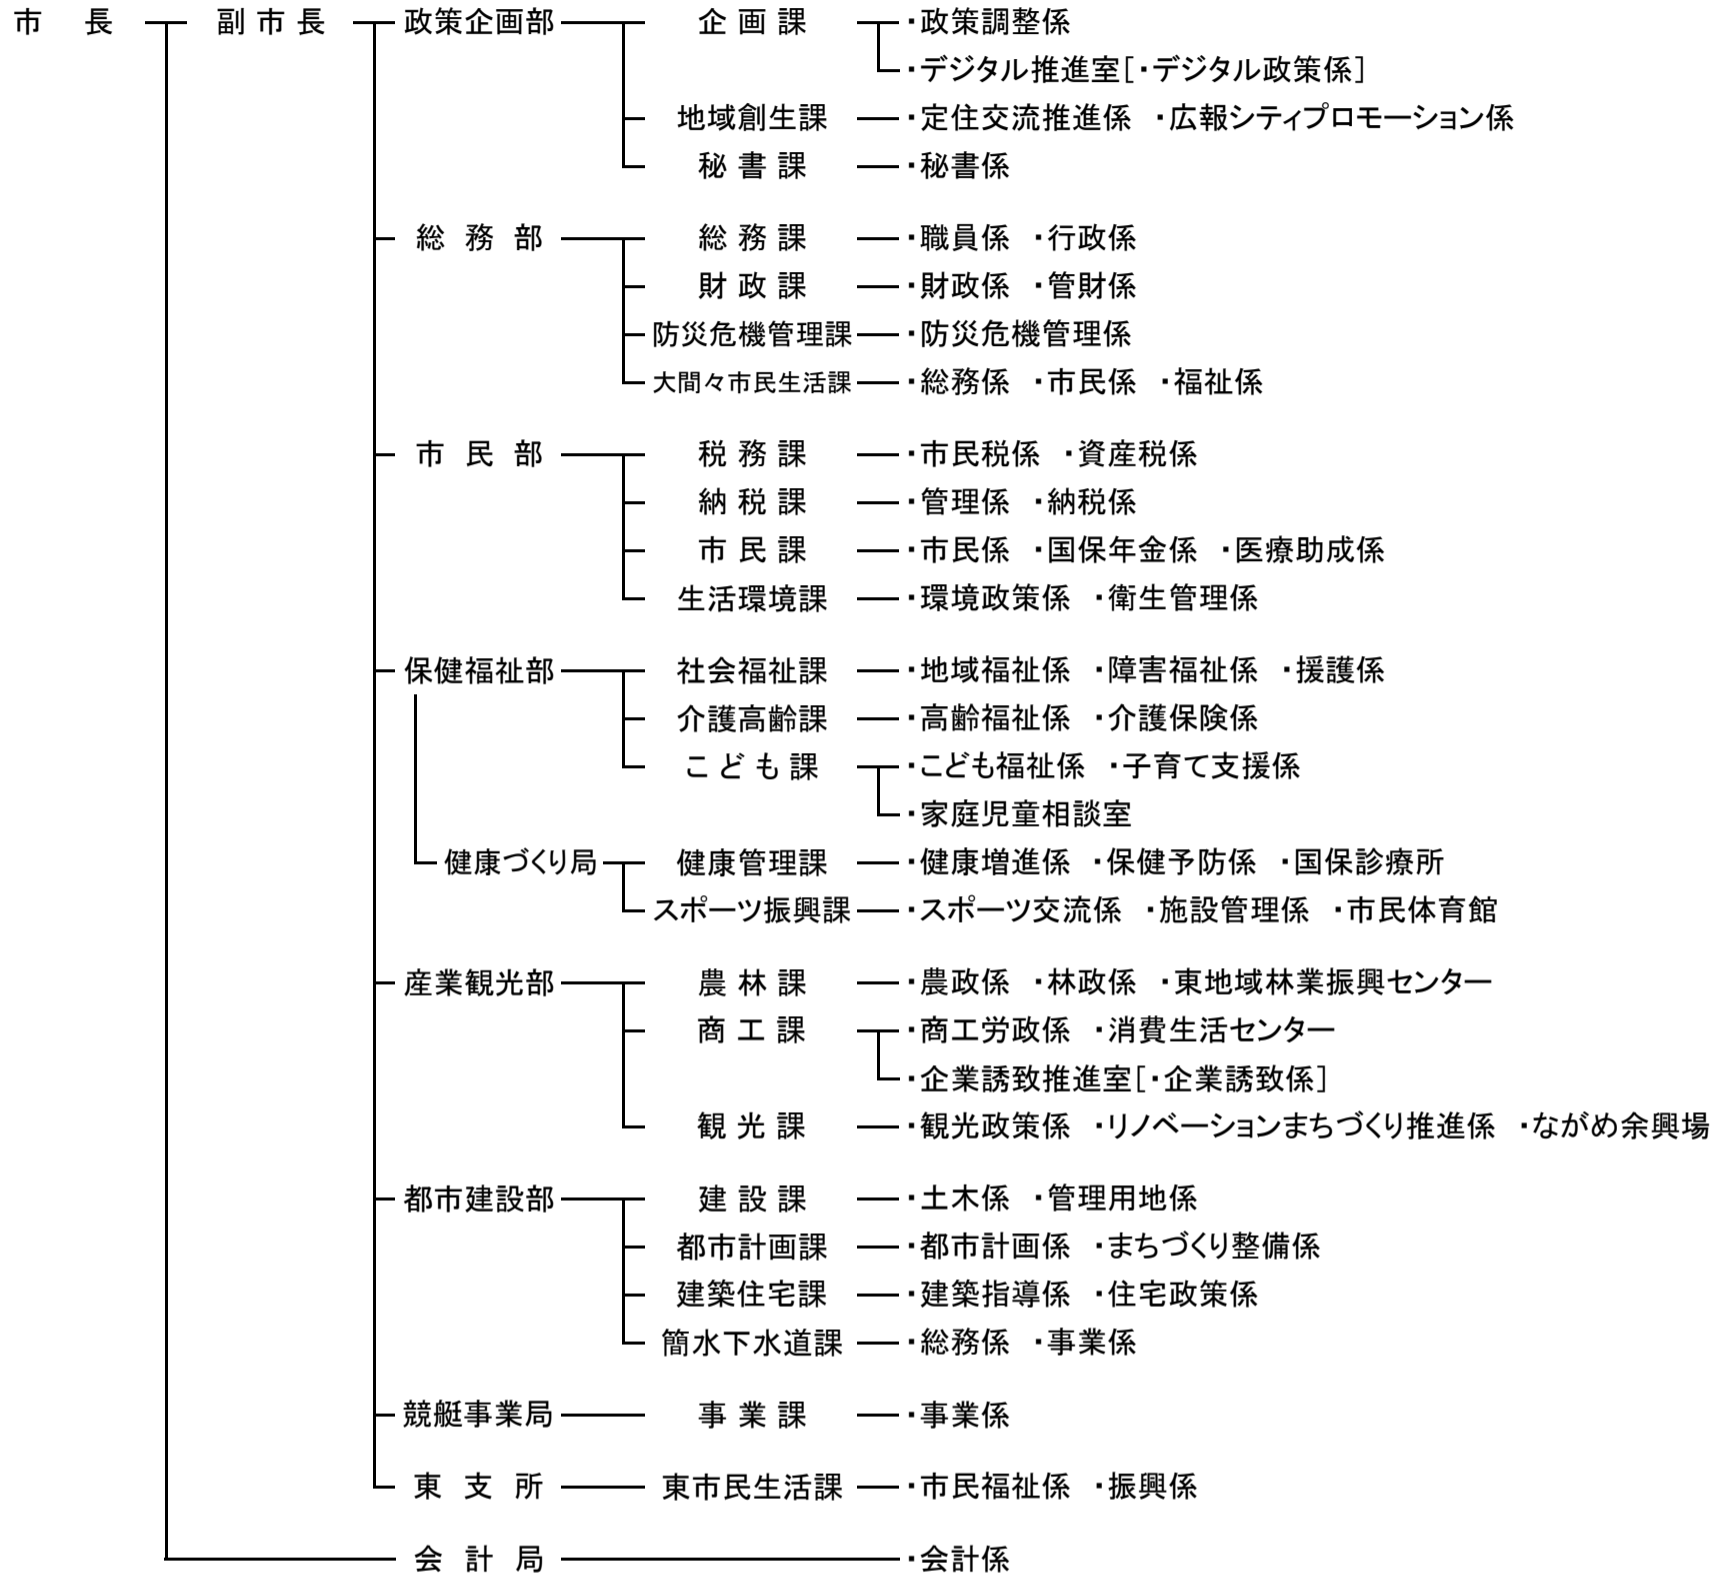 市長 副市長 政策企画部 企画課 ・政策調整係
・デジタル推進室[・デジタル政策係]
地域創生課 ・定住交流推進係 ・広報シティプロモーション係
秘書課 ・秘書係
総務部 総務課 ・職員係 ・行政係
財政課 ・財政係 ・管財係
防災危機管理課 ・防災危機管理係
大間々市民生活課 ・総務係 ・市民係 ・福祉係
市民部 税務課 ・市民税係 ・資産税係
納税課 ・管理係 ・納税係
市民課 ・市民係 ・国保年金係 ・医療助成係
生活環境課 ・環境政策係 ・衛生管理係
保健福祉部 社会福祉課 ・地域福祉係 ・障害福祉係 ・援護係
介護高齢課 ・高齢福祉係 ・介護保険係
こども課 ・こども福祉係 ・子育て支援係
・家庭児童相談室
健康づくり局 健康管理課 ・健康増進係 ・保健予防係 ・国保診療所
スポーツ振興課 ・スポーツ交流係 ・施設管理係 ・市民体育館
産業観光部 農林課 ・農政係 ・林政係 ・東地域林業振興センター
商工課 ・商工労政係 ・消費生活センター
・企業誘致推進室[・企業誘致係]
観光課 ・観光政策係 ・リノベーションまちづくり推進係 ・ながめ余興場
都市建設部 建設課 ・土木係 ・管理用地係
都市計画課 ・都市計画係 ・まちづくり整備係
建築住宅課 ・建築指導係 ・住宅政策係
簡水下水道課 ・総務係 ・事業係
競艇事業局 事業課 ・事業係
東支所 東市民生活課 ・市民福祉係 ・振興係
会計局 ・会計係